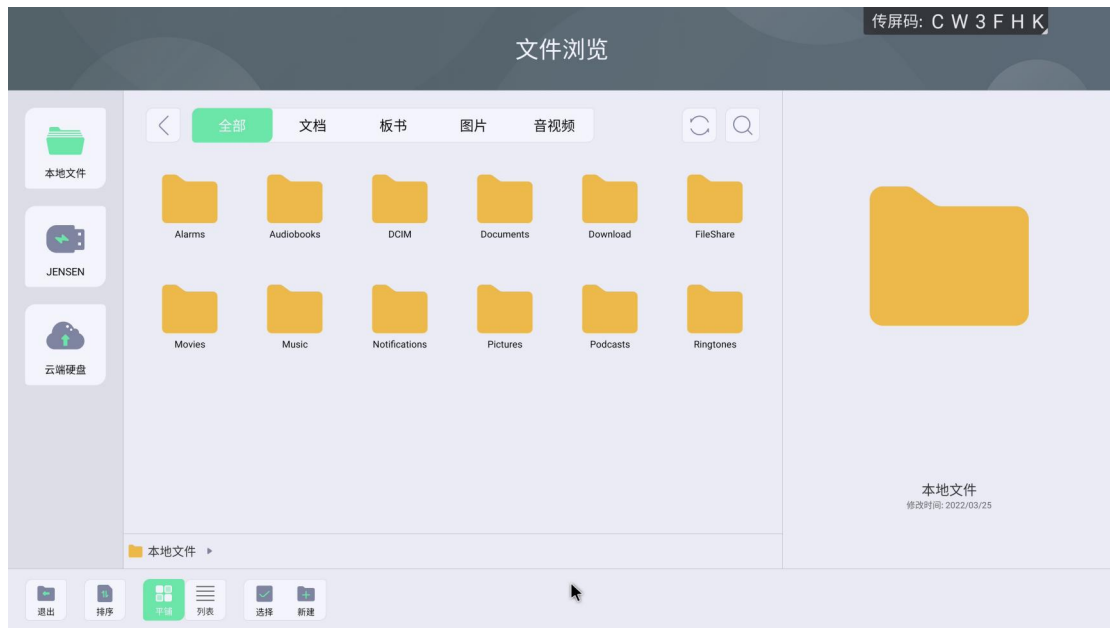 传屏码: CW3FHK
文件浏览
全部 文档 板书 图片 音视频
本地文件
JENSEN
云端硬盘
Alarms Audiobooks DCIM Documents Download FileShare
Movies Music Notifications Pictures Podcasts Ringtones
本地文件
修改时间: 2022/03/25
本地文件
退出 排序 平铺 列表 选择 新建